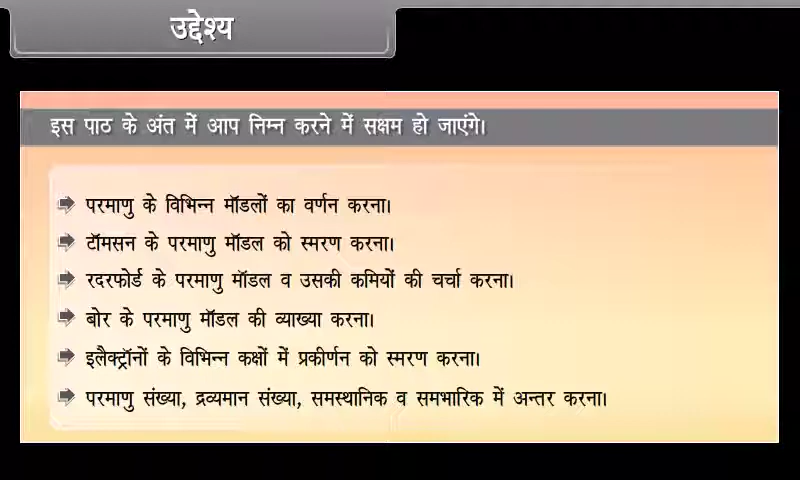 उद्देश्य
इस पाठ के अंत में आप निम्न करने में सक्षम हो जाएंगे।
परमाणु के विभिन्न मॉडलों का वर्णन करना।
टॉमसन के परमाणु मॉडल को स्मरण करना।
रदरफोर्ड के परमाणु मॉडल व उसकी कमियों की चर्चा करना।
बोर के परमाणु मॉडल की व्याख्या करना।
इलैक्ट्रॉनों के विभिन्न कक्षों में प्रकीर्णन को स्मरण करना।
परमाणु संख्या, द्रव्यमान संख्या, समस्थानिक व समभारिक में अन्तर करना।